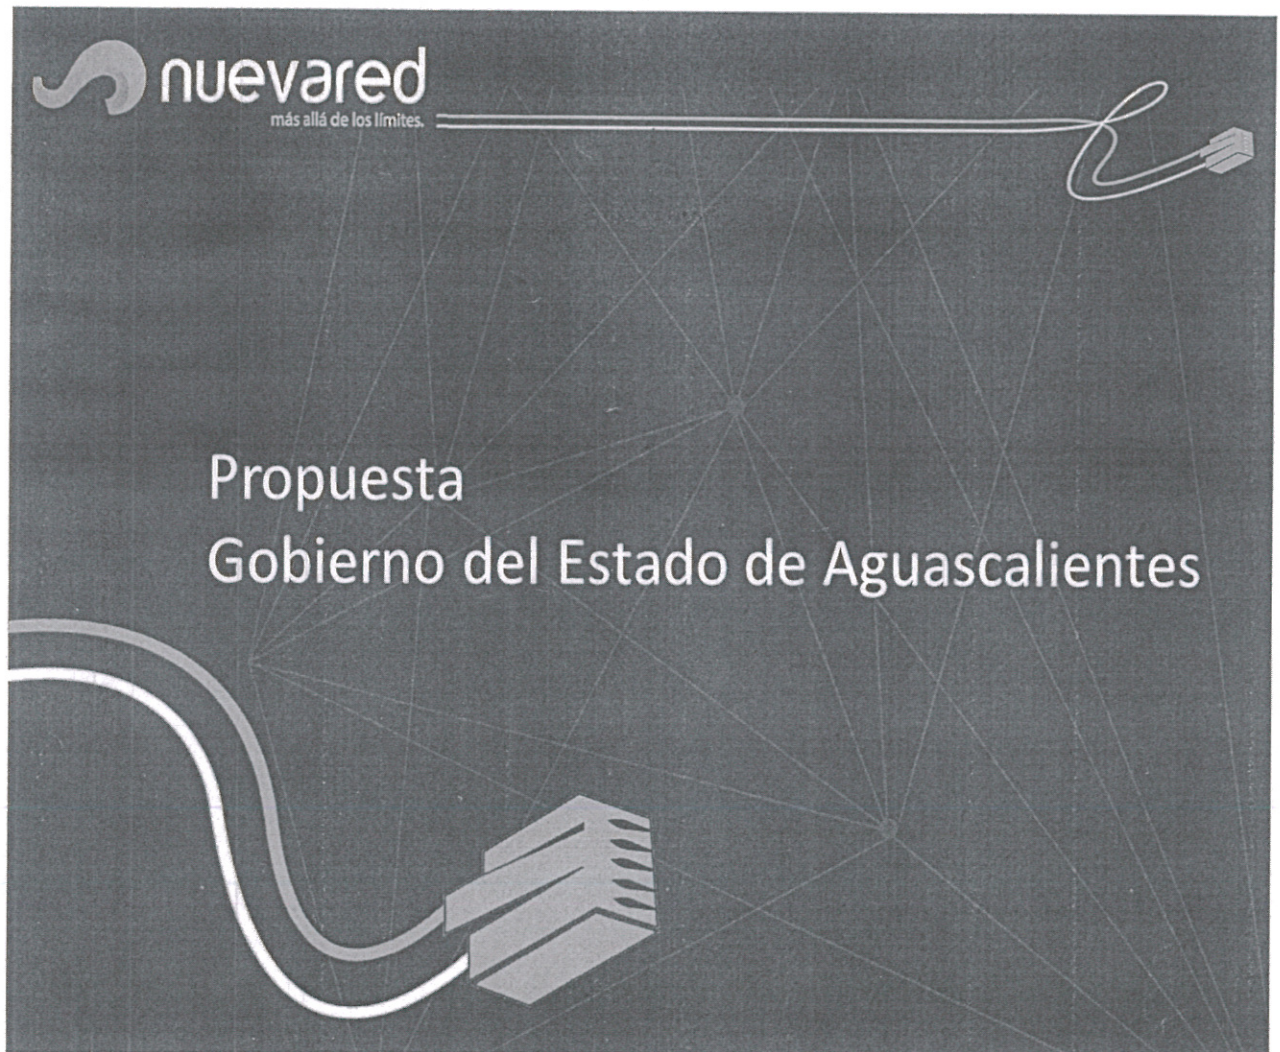 nuevared
más allá de los límites.
Propuesta
Gobierno del Estado de Aguascalientes